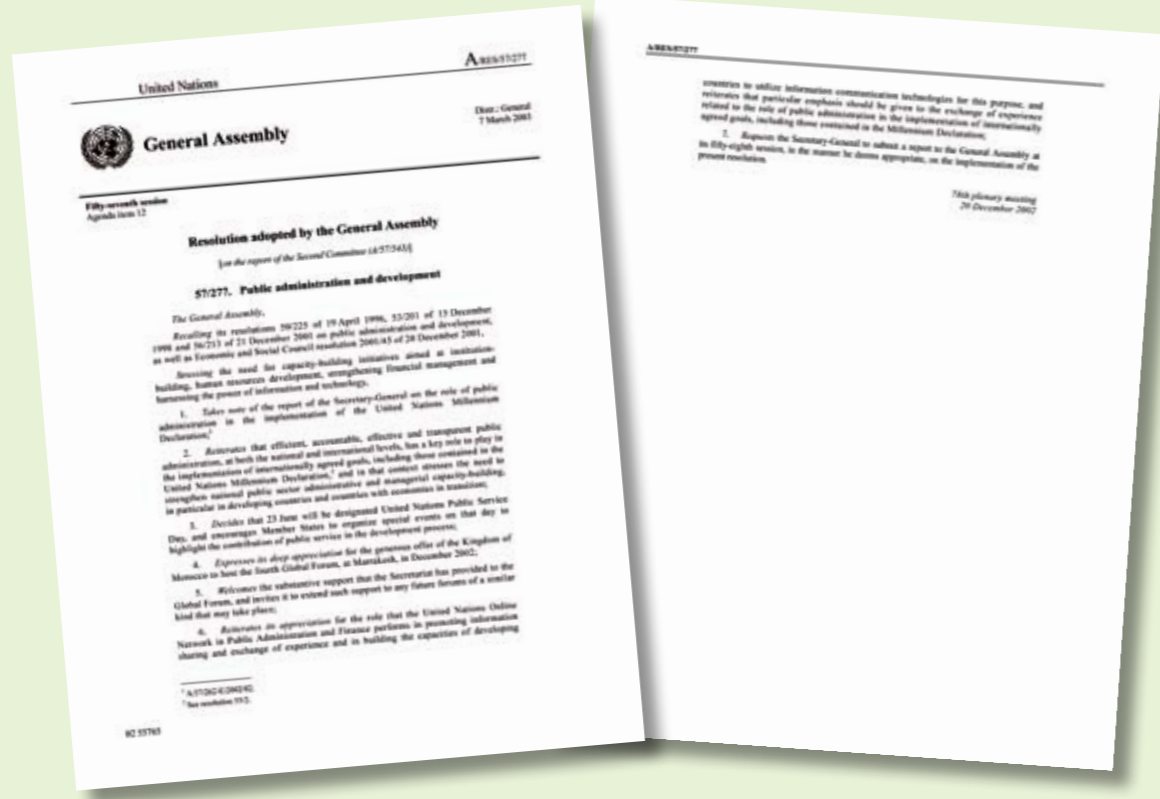 United Nations
A/RES/57/277
General Assembly
Distr.: General
7 March 2003
Fifty-seventh session
Agenda item 12
Resolution adopted by the General Assembly
[on the report of the Second Committee (A/57/543)]
57/277. Public administration and development
The General Assembly,
Recalling its resolutions 50/225 of 19 April 1996, 53/201 of 15 December
1998 and 56/213 of 21 December 2001 on public administration and development,
as well as Economic and Social Council resolution 2001/45 of 20 December 2001,
Stressing the need for capacity-building initiatives aimed at institution-
building, human resources development, strengthening financial management and
harnessing the power of information and technology,
1. Takes note of the report of the Secretary-General on the role of public
administration in the implementation of the United Nations Millennium
Declaration;¹
2. Reiterates that efficient, accountable, effective and transparent public
administration, at both the national and international levels, has a key role to play in
the implementation of internationally agreed goals, including those contained in the
United Nations Millennium Declaration,² and in that context stresses the need to
strengthen national public sector administrative and managerial capacity-building,
in particular in developing countries and countries with economies in transition;
3. Decides that 23 June will be designated United Nations Public Service
Day, and encourages Member States to organize special events on that day to
highlight the contribution of public service in the development process;
4. Expresses its deep appreciation for the generous offer of the Kingdom of
Morocco to host the fourth Global Forum, at Marrakesh, in December 2002;
5. Welcomes the substantive support that the Secretariat has provided to the
Global Forum, and invites it to extend such support to any future forums of a similar
kind that may take place;
6. Reiterates its appreciation for the role that the United Nations Online
Network in Public Administration and Finance performs in promoting information
sharing and exchange of experience and in building the capacities of developing
¹ A/57/262-E/2002/82.
² See resolution 55/2.
02 55765
A/RES/57/277
countries to utilize information communication technologies for this purpose, and
reiterates that particular emphasis should be given to the exchange of experience
related to the role of public administration in the implementation of internationally
agreed goals, including those contained in the Millennium Declaration;
7. Requests the Secretary-General to submit a report to the General Assembly at
its fifty-eighth session, in the manner he deems appropriate, on the implementation of the
present resolution.
78th plenary meeting
20 December 2002